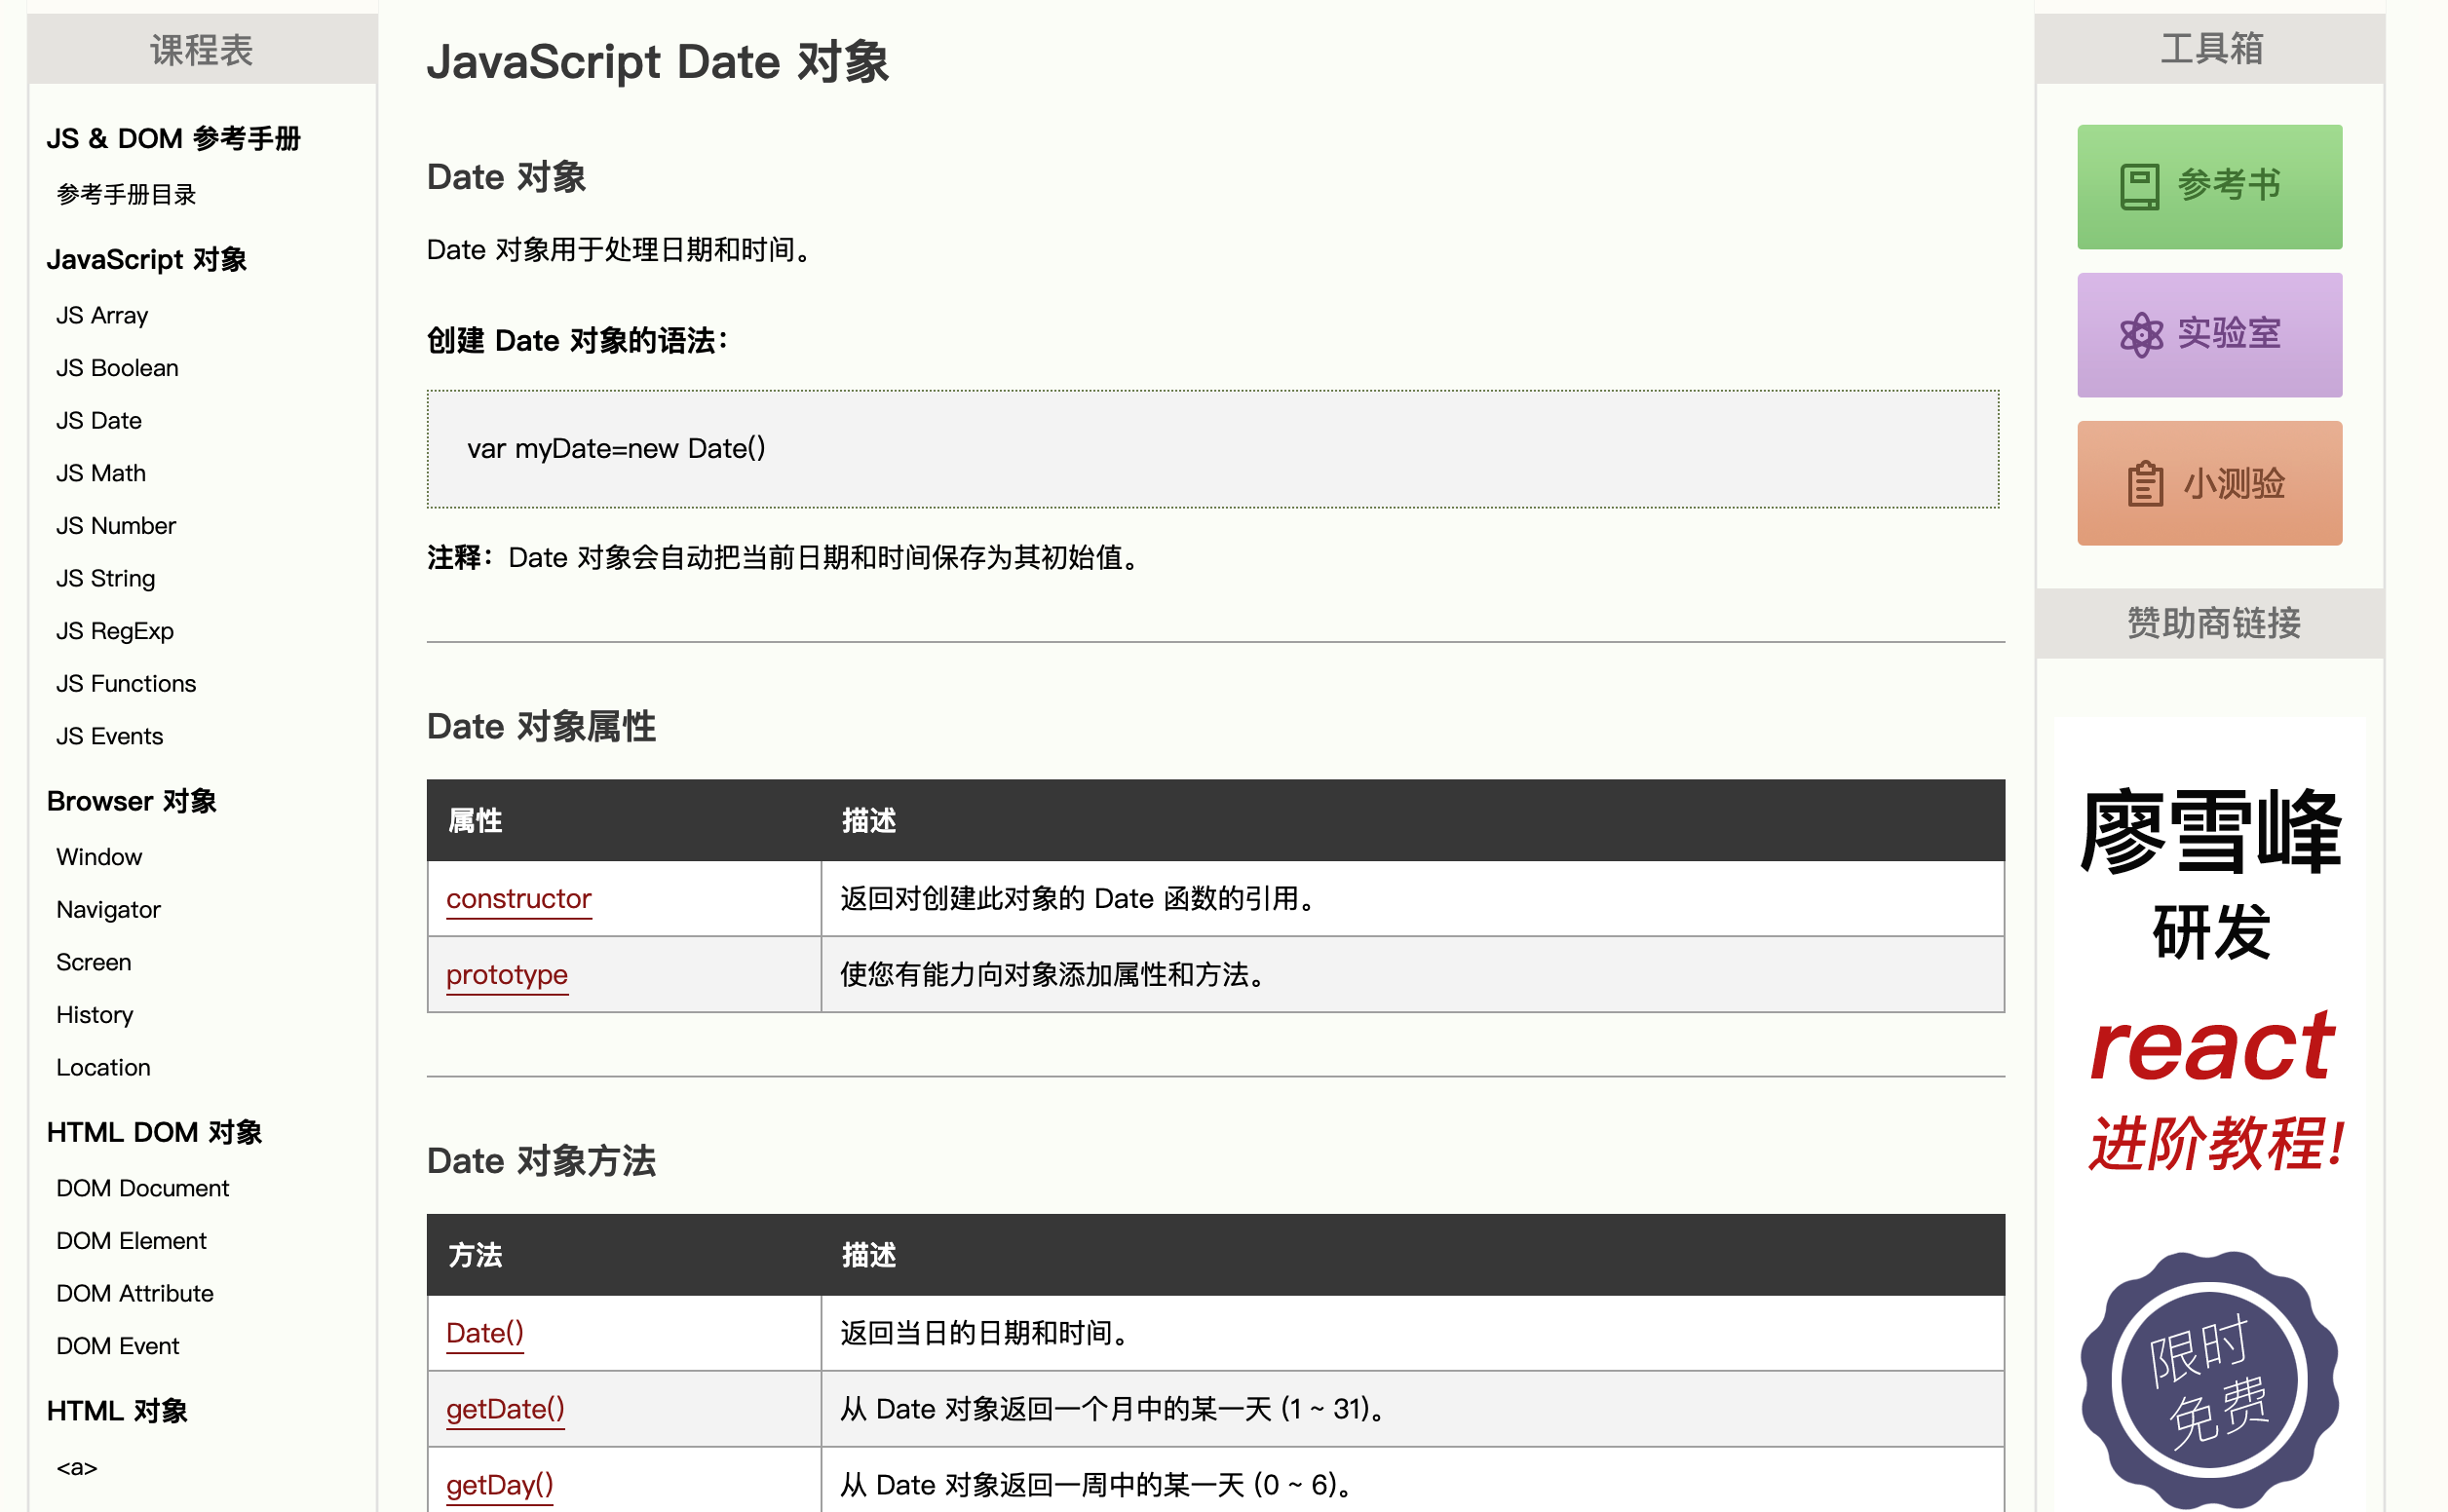 课程表
JS & DOM 参考手册
参考手册目录
JavaScript 对象
JS Array
JS Boolean
JS Date
JS Math
JS Number
JS String
JS RegExp
JS Functions
JS Events
Browser 对象
Window
Navigator
Screen
History
Location
HTML DOM 对象
DOM Document
DOM Element
DOM Attribute
DOM Event
HTML 对象
<a>
JavaScript Date 对象
Date 对象
Date 对象用于处理日期和时间。
创建 Date 对象的语法：
var myDate=new Date()
注释：Date 对象会自动把当前日期和时间保存为其初始值。
Date 对象属性
属性 描述
constructor 返回对创建此对象的 Date 函数的引用。
prototype 使您有能力向对象添加属性和方法。
Date 对象方法
方法 描述
Date() 返回当日的日期和时间。
getDate() 从 Date 对象返回一个月中的某一天 (1 ~ 31)。
getDay() 从 Date 对象返回一周中的某一天 (0 ~ 6)。
工具箱
参考书
实验室
小测验
赞助商链接
廖雪峰
研发
react
进阶教程!
限时
免费